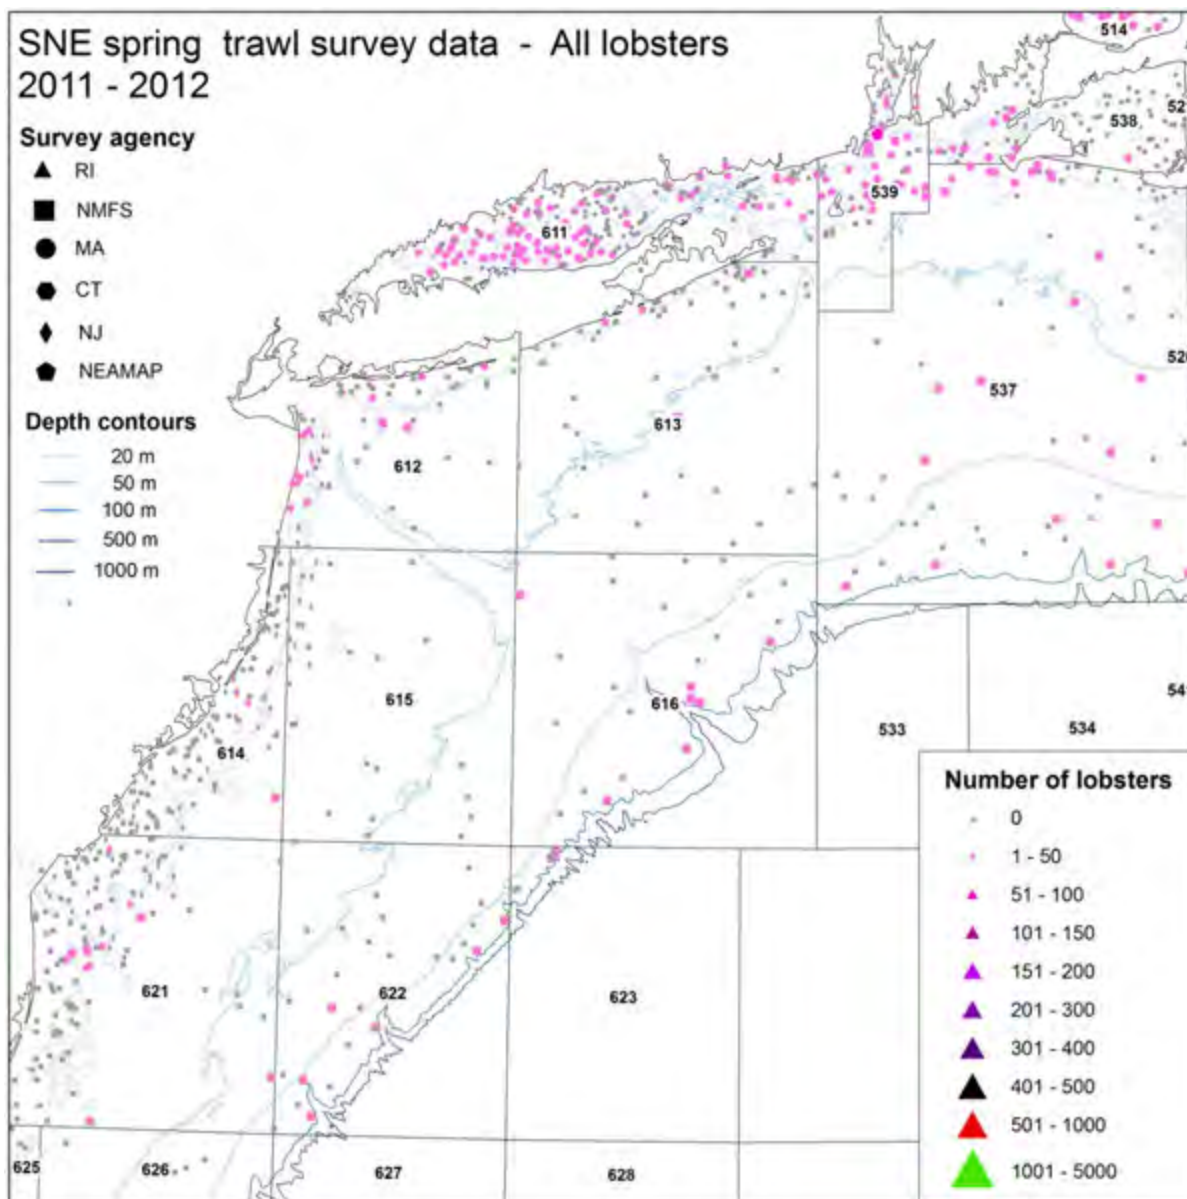 SNE spring trawl survey data - All lobsters
2011 - 2012
Survey agency
RI
NMFS
MA
CT
NJ
NEAMAP
Depth contours
20 m
50 m
100 m
500 m
1000 m
514
538
539
611
537
613
612
615
616
614
533
534
621
622
623
625
626
627
628
Number of lobsters
0
1 - 50
51 - 100
101 - 150
151 - 200
201 - 300
301 - 400
401 - 500
501 - 1000
1001 - 5000